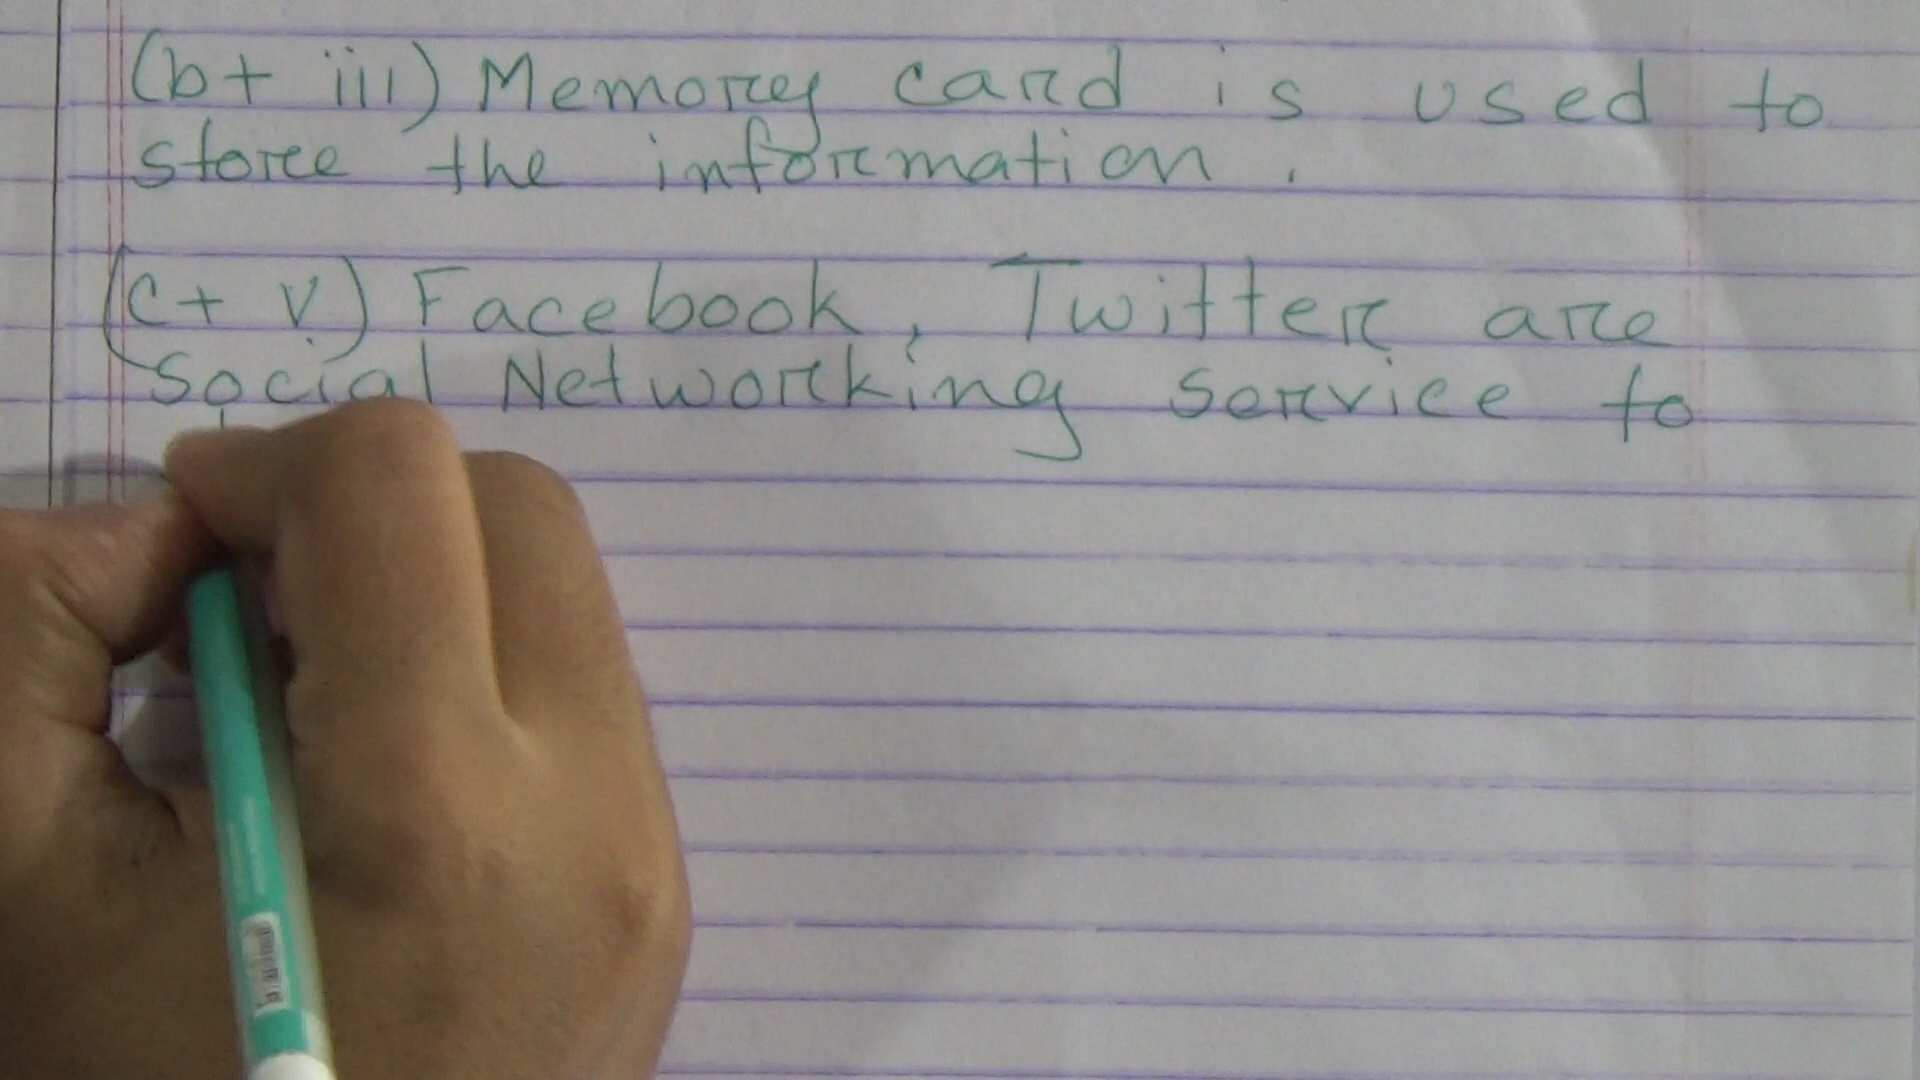 (b + iii) Memory card is used to
store the information.
(c + v) Facebook, Twitter are
Social Networking service to